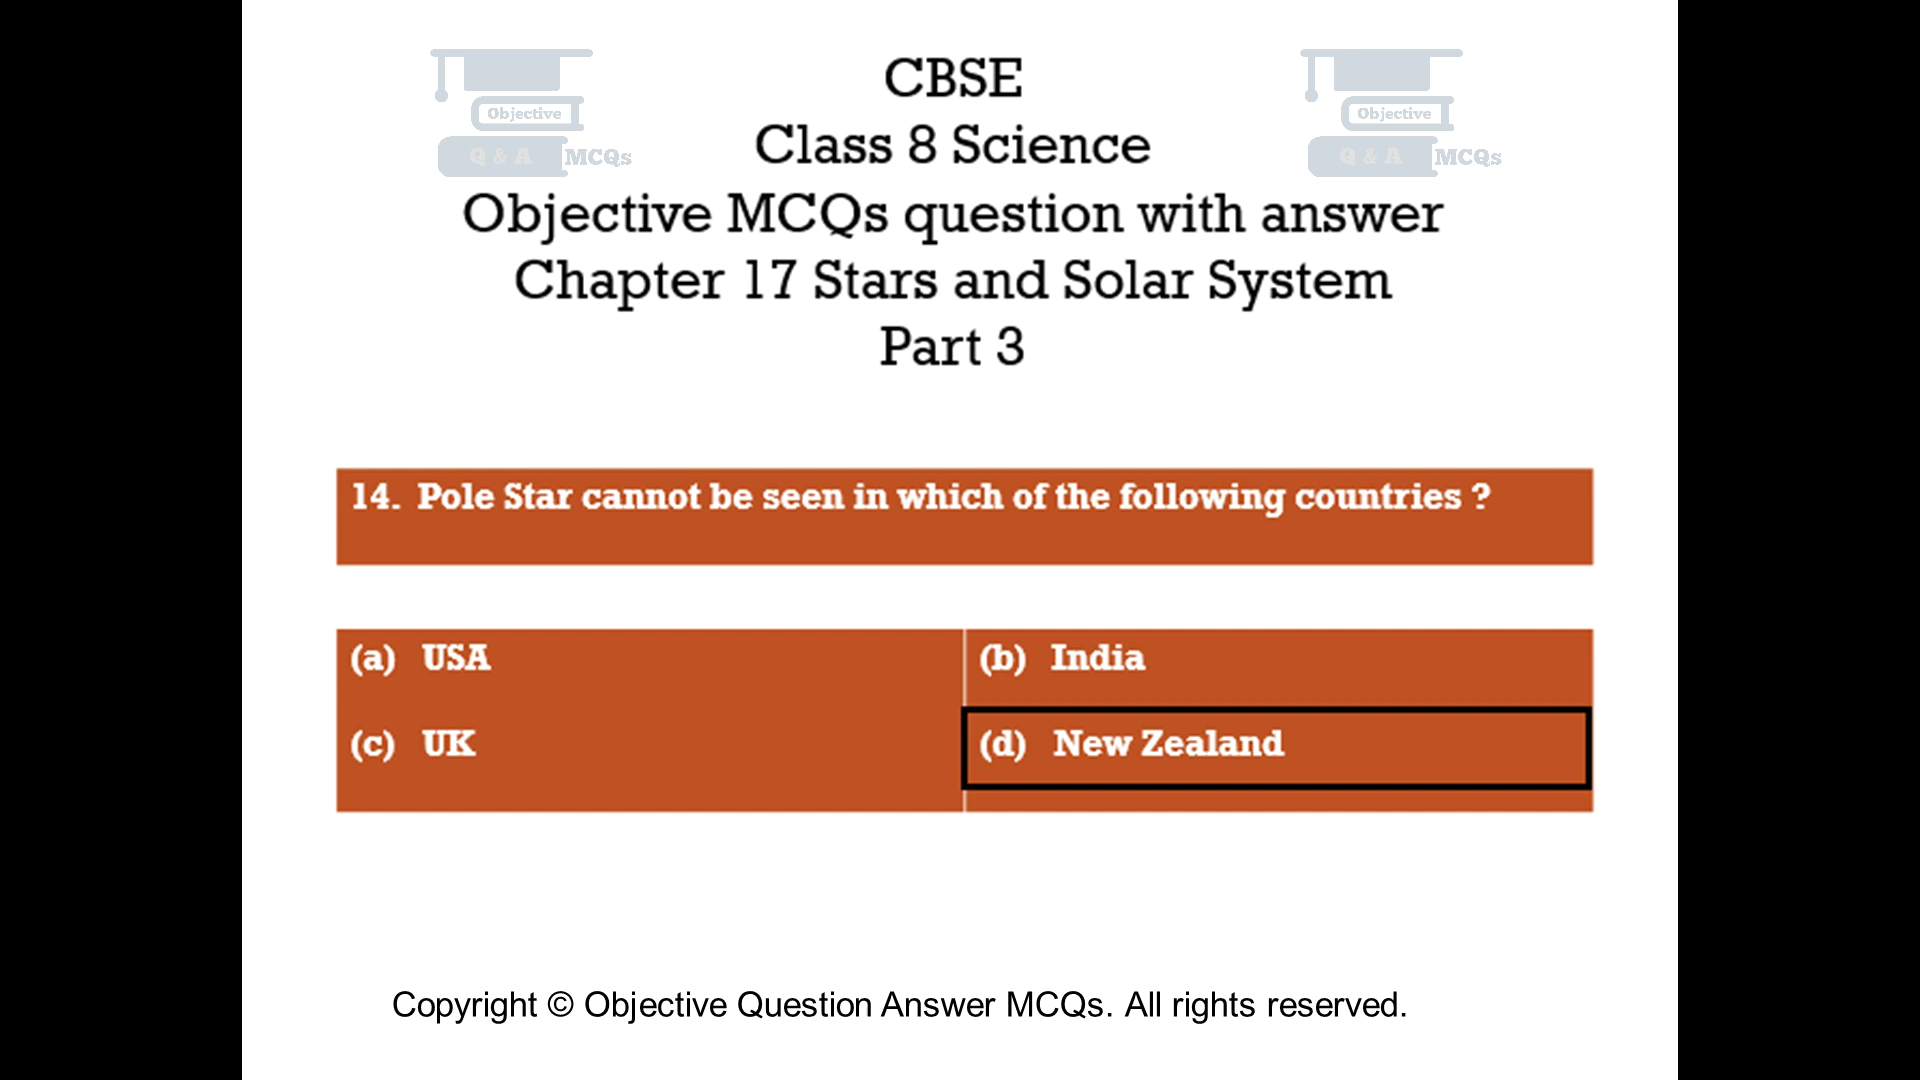 CBSE
Class 8 Science
Objective MCQs question with answer
Chapter 17 Stars and Solar System
Part 3
Objective
Q & A MCQs
Objective
Q & A MCQs
14. Pole Star cannot be seen in which of the following countries ?
(a) USA
(b) India
(c) UK
(d) New Zealand
Copyright © Objective Question Answer MCQs. All rights reserved.